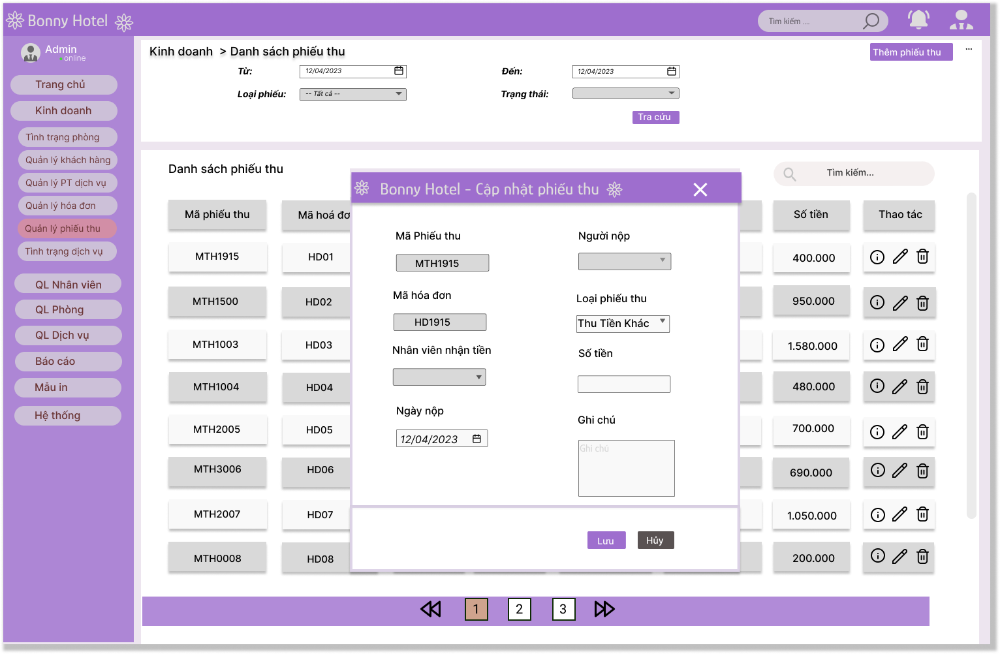 Bonny Hotel
Tìm kiếm ....
Admin
online
Trang chủ
Kinh doanh
Tình trạng phòng
Quản lý khách hàng
Quản lý PT dịch vụ
Quản lý hóa đơn
Quản lý phiếu thu
Tình trạng dịch vụ
QL Nhân viên
QL Phòng
QL Dịch vụ
Báo cáo
Mẫu in
Hệ thống
Kinh doanh > Danh sách phiếu thu
Thêm phiếu thu
...
Từ: 12/04/2023
Đến: 12/04/2023
Loại phiếu: -- Tất cả --
Trạng thái:
Tra cứu
Danh sách phiếu thu
Tìm kiếm...
Mã phiếu thu Mã hoá đơ Số tiền Thao tác
MTH1915 HD01 400.000
MTH1500 HD02 950.000
MTH1003 HD03 1.580.000
MTH1004 HD04 480.000
MTH2005 HD05 700.000
MTH3006 HD06 690.000
MTH2007 HD07 1.050.000
MTH0008 HD08 200.000
Bonny Hotel - Cập nhật phiếu thu
Mã Phiếu thu
MTH1915
Người nộp
Mã hóa đơn
HD1915
Loại phiếu thu
Thu Tiền Khác
Nhân viên nhận tiền
Số tiền
Ngày nộp
12/04/2023
Ghi chú
Ghi chú
Lưu
Hủy
1 2 3